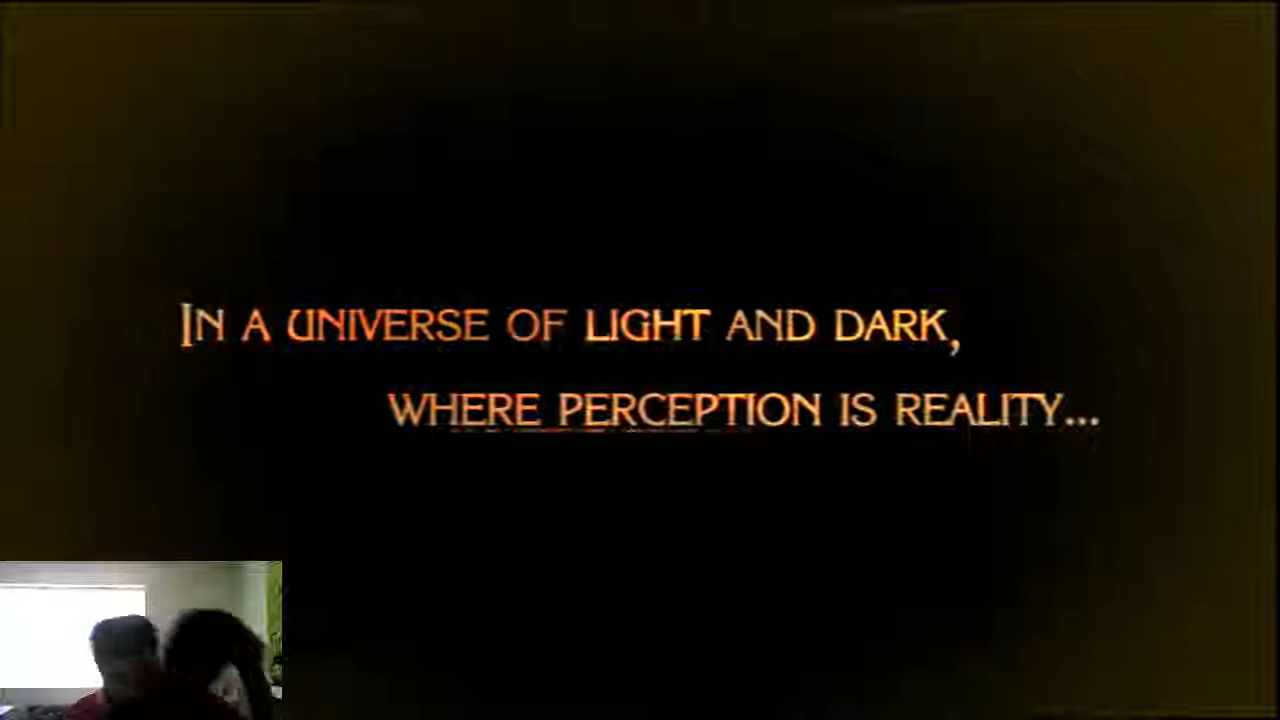 In a universe of light and dark,
where perception is reality...